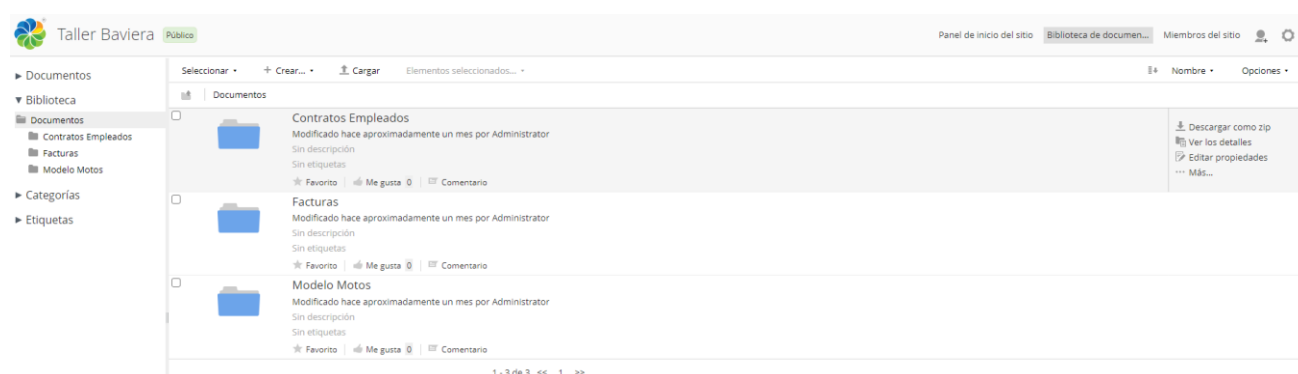 Taller Baviera Público
Panel de inicio del sitio Biblioteca de documen... Miembros del sitio
Documentos
Biblioteca
Documentos
Contratos Empleados
Facturas
Modelo Motos
Categorías
Etiquetas
Seleccionar + Crear... Cargar Elementos seleccionados... Nombre Opciones
Documentos
Contratos Empleados
Modificado hace aproximadamente un mes por Administrator
Sin descripción
Sin etiquetas
Favorito Me gusta 0 Comentario
Descargar como zip
Ver los detalles
Editar propiedades
Más...
Facturas
Modificado hace aproximadamente un mes por Administrator
Sin descripción
Sin etiquetas
Favorito Me gusta 0 Comentario
Modelo Motos
Modificado hace aproximadamente un mes por Administrator
Sin descripción
Sin etiquetas
Favorito Me gusta 0 Comentario
1 - 3 de 3 << 1 >>